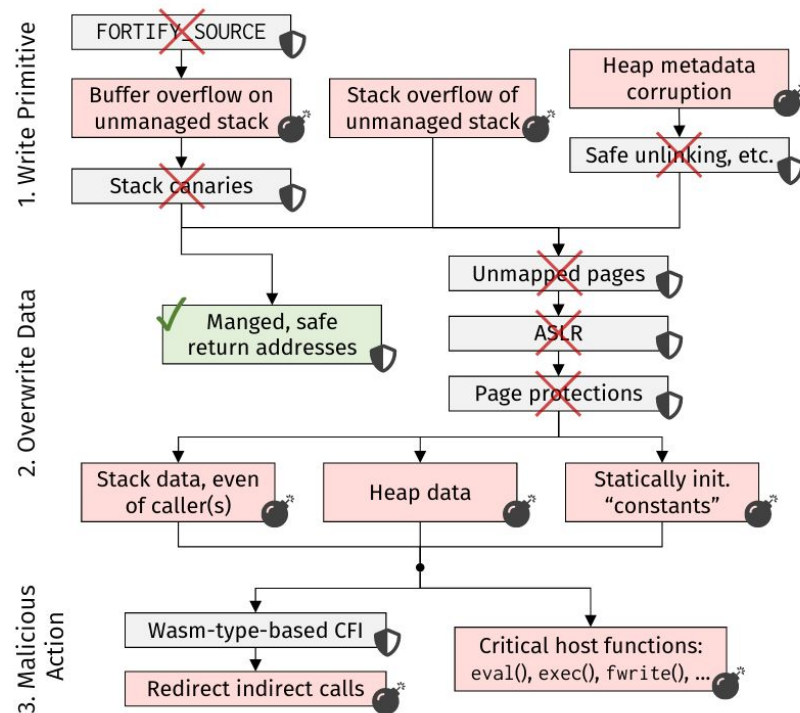 1. Write Primitive
FORTIFY_SOURCE
Buffer overflow on
unmanaged stack
Stack canaries
Stack overflow of
unmanaged stack
Heap metadata
corruption
Safe unlinking, etc.
2. Overwrite Data
Manged, safe
return addresses
Unmapped pages
ASLR
Page protections
Stack data, even
of caller(s)
Heap data
Statically init.
“constants”
3. Malicious
Action
Wasm-type-based CFI
Redirect indirect calls
Critical host functions:
eval(), exec(), fwrite(), ...